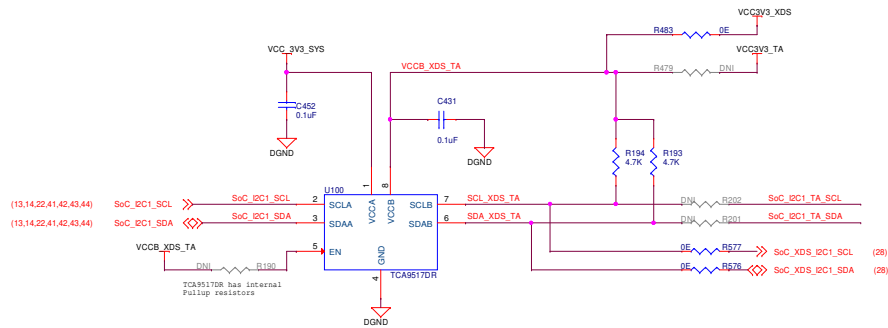 VCC3V3_XDS
R483 0E
VCC_3V3_SYS
VCC3V3_TA
VCCB_XDS_TA
R479 DNI
C452
0.1uF
C431
0.1uF
DGND
DGND
R194
4.7K
R193
4.7K
U100
1
8
(13,14,22,41,42,43,44) SoC_I2C1_SCL SoC_I2C1_SCL 2 SCLA VCCA VCCB SCLB 7 SCL_XDS_TA DNI R202 SoC_I2C1_TA_SCL
(13,14,22,41,42,43,44) SoC_I2C1_SDA SoC_I2C1_SDA 3 SDAA SDAB 6 SDA_XDS_TA DNI R201 SoC_I2C1_TA_SDA
VCCB_XDS_TA
5 EN GND
0E R577 SoC_XDS_I2C1_SCL (28)
DNI R190
0E R576 SoC_XDS_I2C1_SDA (28)
4
TCA9517DR
TCA9517DR has internal
Pullup resistors
DGND